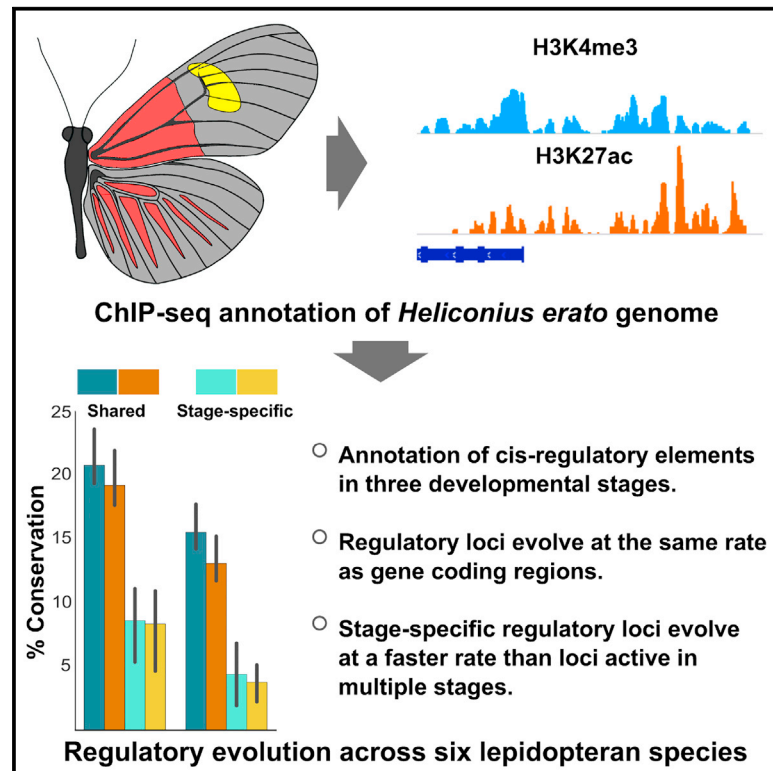 H3K4me3
H3K27ac
ChIP-seq annotation of Heliconius erato genome
Shared
Stage-specific
25
20
15
10
5
% Conservation
○ Annotation of cis-regulatory elements
in three developmental stages.
○ Regulatory loci evolve at the same rate
as gene coding regions.
○ Stage-specific regulatory loci evolve
at a faster rate than loci active in
multiple stages.
Regulatory evolution across six lepidopteran species